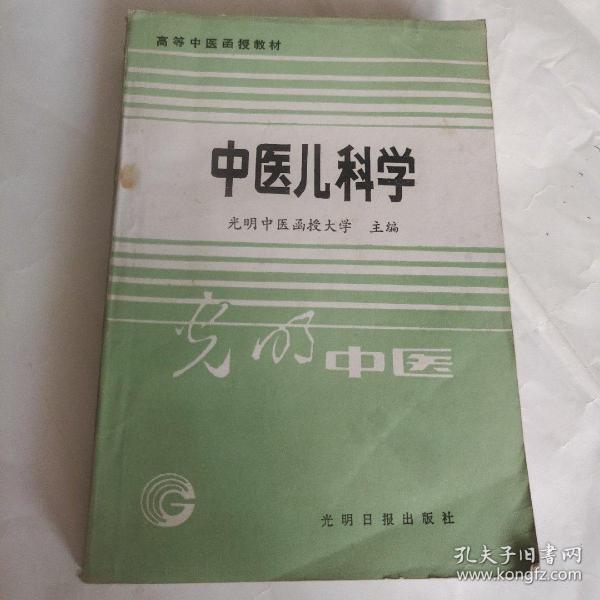 高等中医函授教材
中医儿科学
光明中医函授大学 主编
光明中医
光明日报出版社
孔夫子旧书网
www.kongfz.com